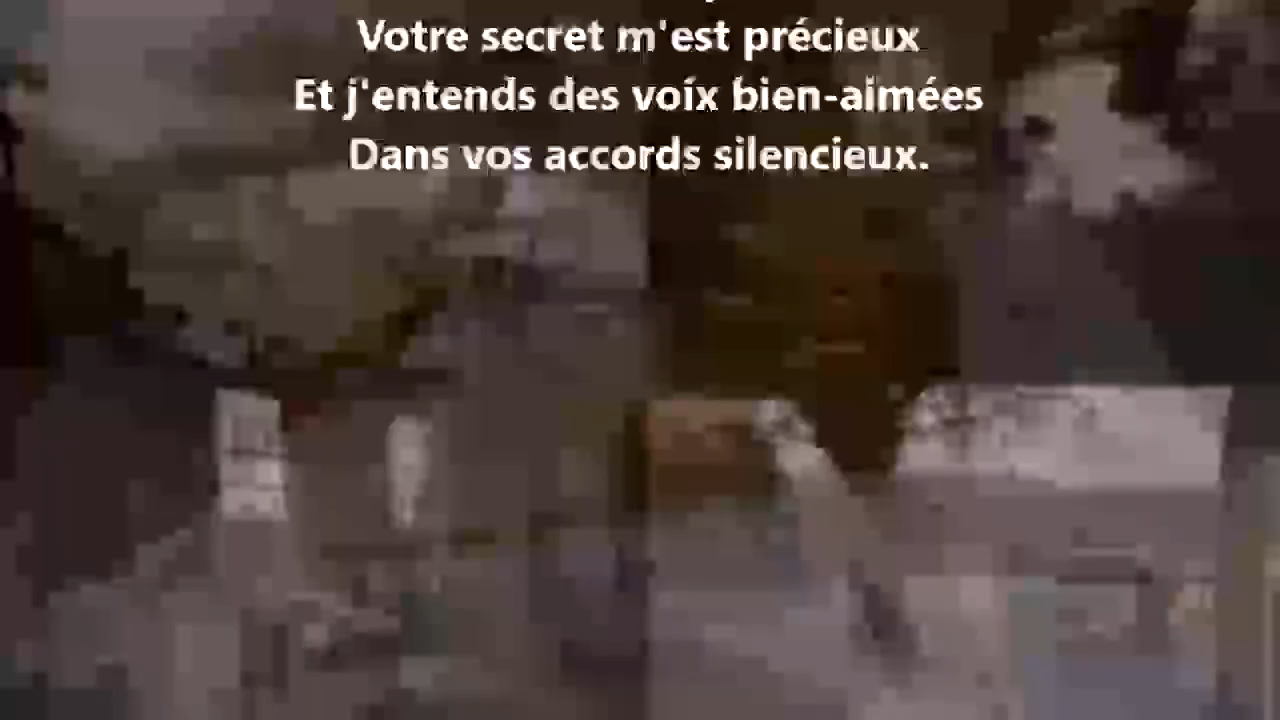 Votre secret m'est précieux
Et j'entends des voix bien-aimées
Dans vos accords silencieux.